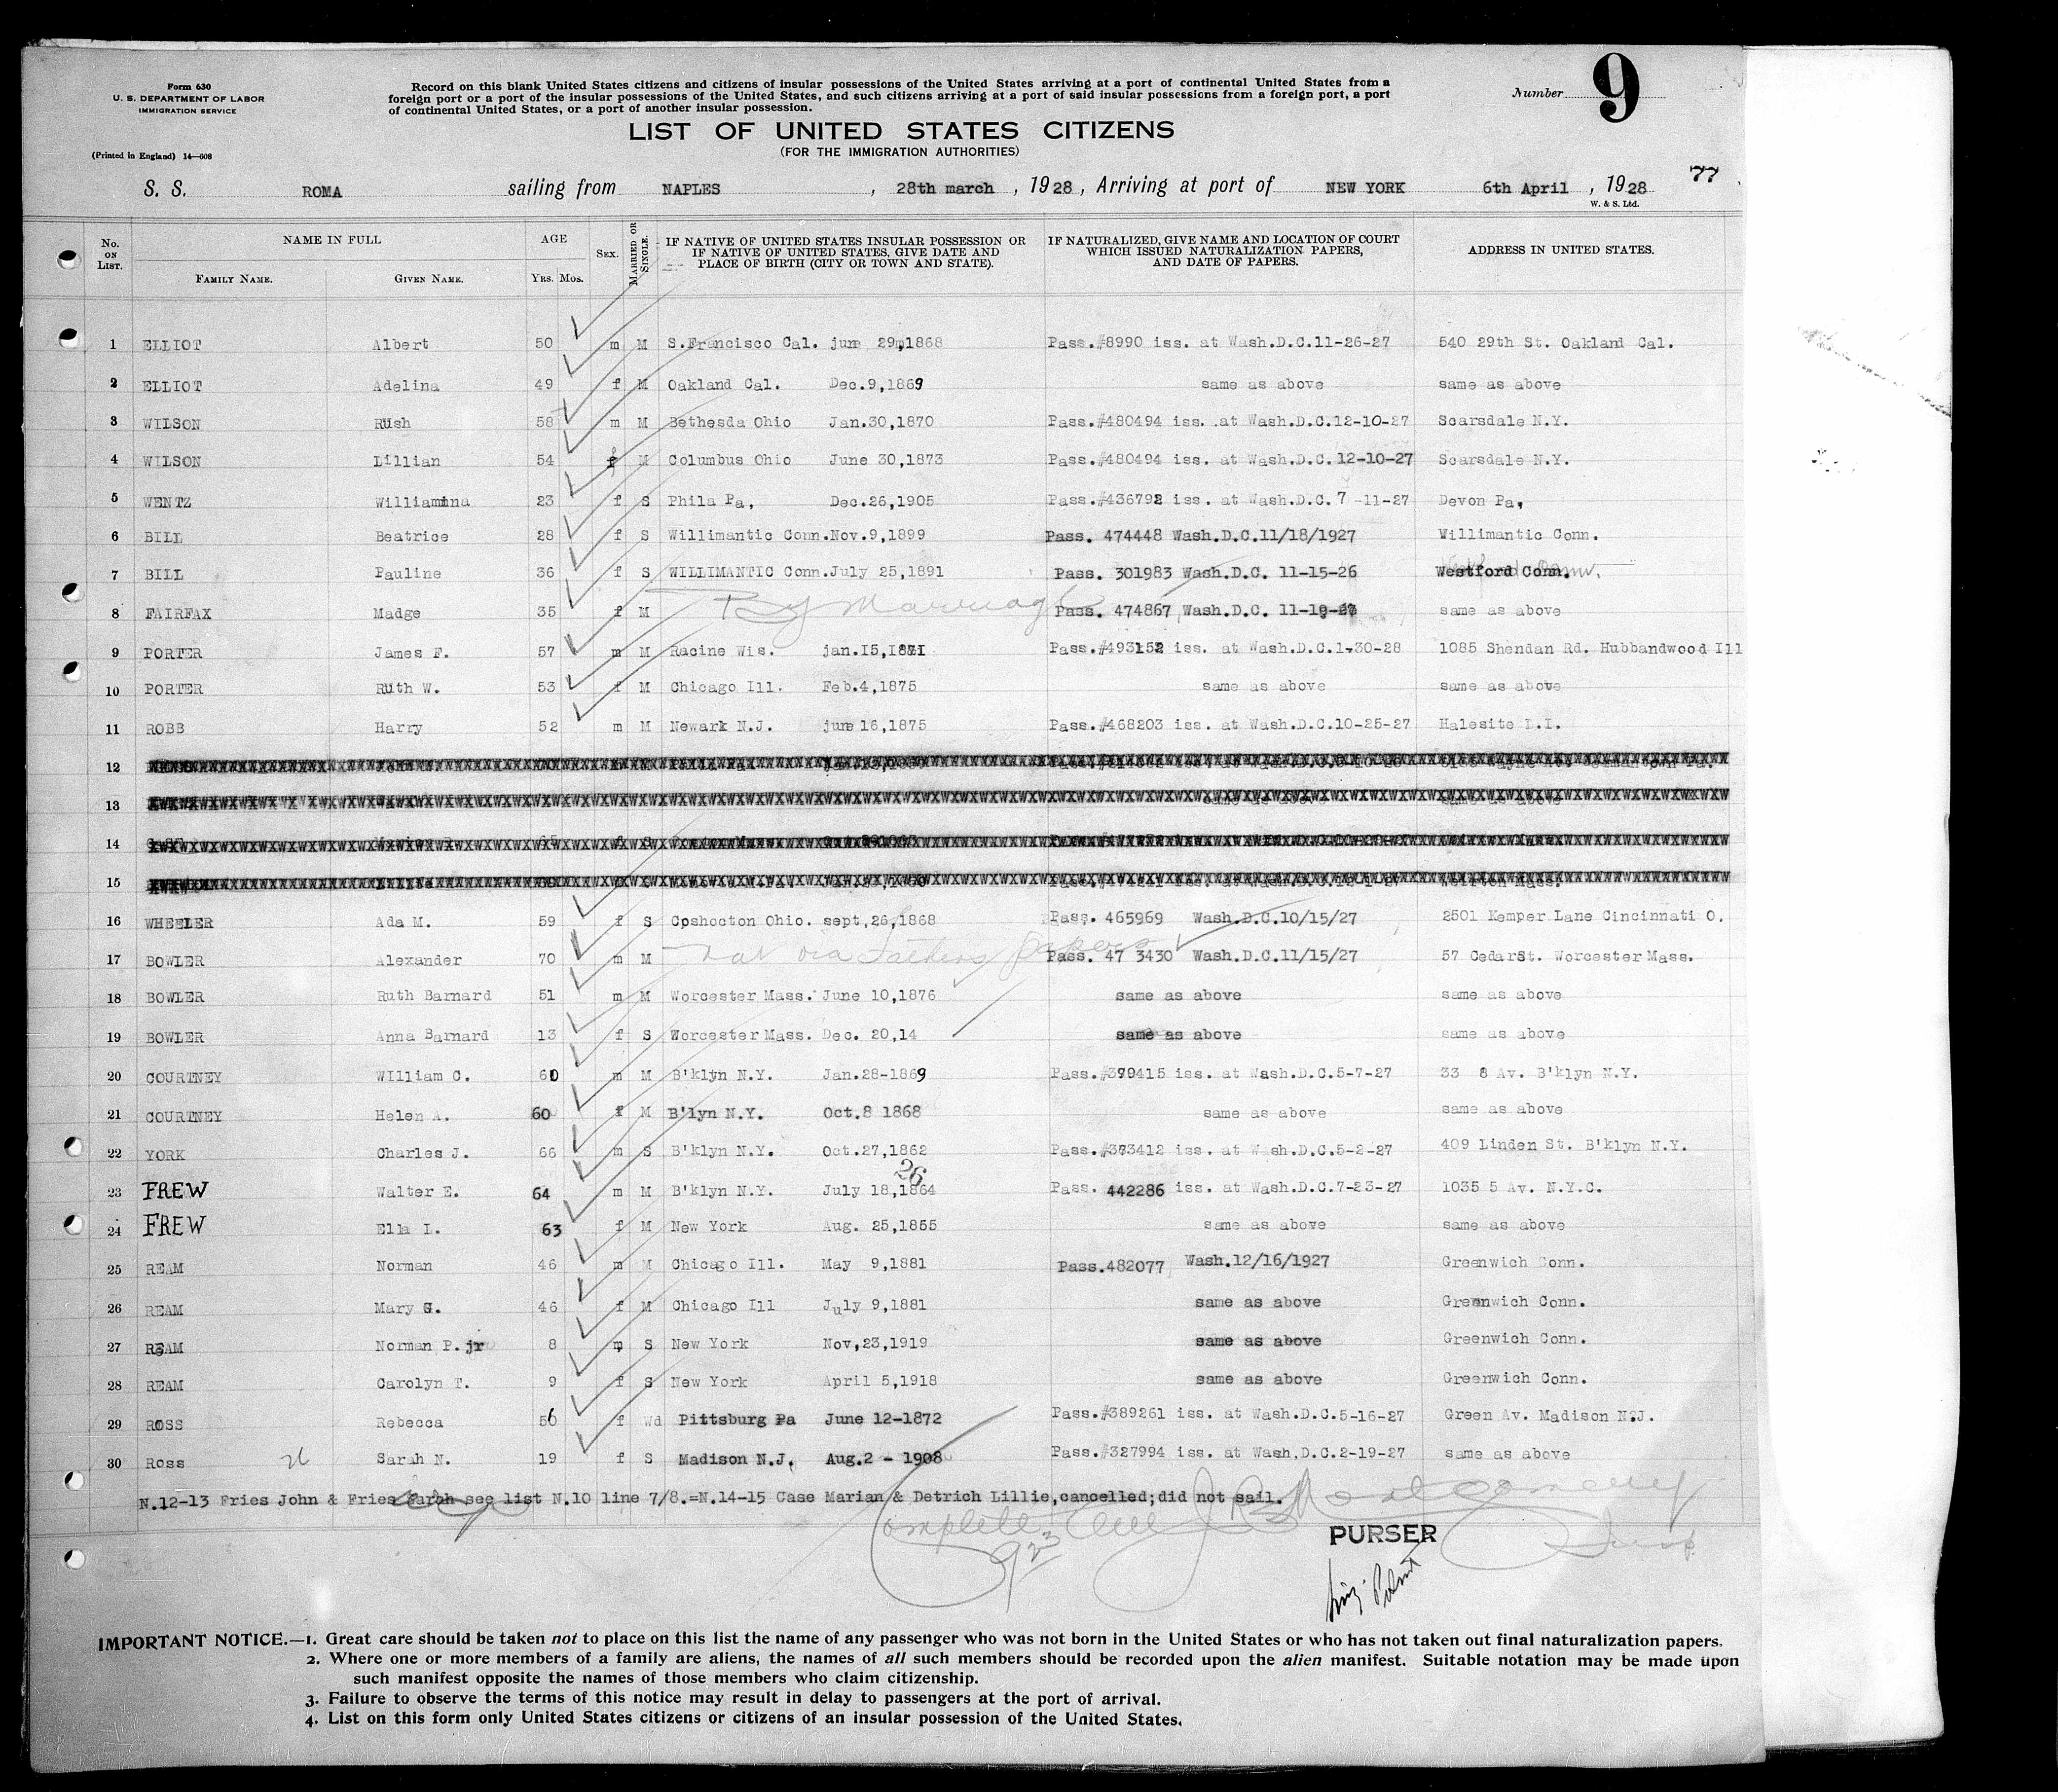 Form 630
U. S. DEPARTMENT OF LABOR
IMMIGRATION SERVICE
(Printed in England) 14—608
Record on this blank United States citizens and citizens of insular possessions of the United States arriving at a port of continental United States from a
foreign port or a port of the insular possessions of the United States, and such citizens arriving at a port of said insular possessions from a foreign port, a port
of continental United States, or a port of another insular possession.
Number 9
LIST OF UNITED STATES CITIZENS
(FOR THE IMMIGRATION AUTHORITIES)
77
S. S. ROMA sailing from NAPLES , 28th march , 1928 , Arriving at port of NEW YORK 6th April , 1928
W. & S. Ltd.
No. ON LIST. NAME IN FULL FAMILY NAME. GIVEN NAME. AGE YRS. MOS. SEX. MARRIED OR SINGLE. IF NATIVE OF UNITED STATES INSULAR POSSESSION OR IF NATIVE OF UNITED STATES, GIVE DATE AND PLACE OF BIRTH (CITY OR TOWN AND STATE). IF NATURALIZED, GIVE NAME AND LOCATION OF COURT WHICH ISSUED NATURALIZATION PAPERS, AND DATE OF PAPERS. ADDRESS IN UNITED STATES.
1 ELLIOT Albert 50 m M S.Francisco Cal. june 29,1868 Pass.#8990 iss. at Wash.D.C.11-26-27 540 29th St. Oakland Cal.
2 ELLIOT Adelina 49 f M Oakland Cal. Dec.9,1869 same as above same as above
3 WILSON Rush 58 m M Bethesda Ohio Jan.30,1870 Pass.#480494 iss. at Wash.D.C.12-10-27 Scarsdale N.Y.
4 WILSON Lillian 54 f M Columbus Ohio June 30,1873 Pass.#480494 iss. at Wash.D.C. 12-10-27 Scarsdale N.Y.
5 WENTZ Williamina 23 f S Phila Pa, Dec.26,1905 Pass.#436792 iss. at Wash.D.C. 7 -11-27 Devon Pa,
6 BILL Beatrice 28 f S Willimantic Conn.Nov.9,1899 Pass. 474448 Wash.D.C.11/18/1927 Willimantic Conn.
7 BILL Pauline 36 f S WILLIMANTIC Conn.July 25,1891 Pass. 301983 Wash.D.C. 11-15-26 Westford Conn.
8 FAIRFAX Madge 35 f M By Marriage Pass. 474867 Wash.D.C. same as above
9 PORTER James F. 57 m M Racine Wis. jan.15,1871 Pass.#493152 iss. at Wash.D.C.1-30-28 1085 Shendan Rd. Hubbandwood Ill
10 PORTER Ruth W. 53 f M Chicago Ill. Feb.4,1875 same as above same as above
11 ROBB Harry 52 m M Newark N.J. june 16,1875 Pass.#468203 iss. at Wash.D.C.10-25-27 Halesite L.I.
12
13
14
15
16 WHEELER Ada M. 59 f S Coshocton Ohio. sept,26,1868 Pass. 465969 Wash.D.C.10/15/27 2501 Kemper Lane Cincinnati O.
17 BOWLER Alexander 70 m M nat via Fathers papers Pass. 47 3430 Wash.D.C.11/15/27 57 CedarSt. Worcester Mass.
18 BOWLER Ruth Barnard 51 m M Worcester Mass. June 10,1876 same as above same as above
19 BOWLER Anna Barnard 13 f S Worcester Mass. Dec. 20,14 same as above same as above
20 COURTNEY William C. 60 m M B'klyn N.Y. Jan.28-1869 Pass.#379415 iss. at Wash.D.C.5-7-27 33 8 Av. B'klyn N.Y.
21 COURTNEY Helen A. 60 f M B'lyn N.Y. Oct.8 1868 same as above same as above
22 YORK Charles J. 66 m S B'klyn N.Y. Oct.27,1862 Pass.#373412 iss. at Wash.D.C.5-2-27 409 Linden St. B'klyn N.Y.
26
23 FREW Walter E. 64 m M B'klyn N.Y. July 18,1864 Pass. 442286 iss. at Wash.D.C.7-23-27 1035 5 Av. N.Y.C.
24 FREW Ella L. 63 f M New York Aug. 25,1855 same as above same as above
25 REAM Norman 46 m M Chicago Ill. May 9,1881 Pass.482077 Wash.12/16/1927 Greenwich Conn.
26 REAM Mary G. 46 f M Chicago Ill July 9,1881 same as above Greenwich Conn.
27 REAM Norman P. jr 8 m S New York Nov,23,1919 same as above Greenwich Conn.
28 REAM Carolyn T. 9 f S New York April 5,1918 same as above Greenwich Conn.
29 ROSS Rebecca 56 f Wd Pittsburg Pa June 12-1872 Pass.#389261 iss. at Wash.D.C.5-16-27 Green Av. Madison N.J.
30 Ross Sarah N. 19 f S Madison N.J. Aug.2 - 1908 Pass.#327994 iss. at Wash,D.C.2-19-27 same as above
N.12-13 Fries John & Fries Sarah see list N.10 line 7/8.=N.14-15 Case Marian & Detrich Lillie,cancelled;did not sail.
Complete
PURSER
IMPORTANT NOTICE.—1. Great care should be taken not to place on this list the name of any passenger who was not born in the United States or who has not taken out final naturalization papers.
2. Where one or more members of a family are aliens, the names of all such members should be recorded upon the alien manifest. Suitable notation may be made upon
such manifest opposite the names of those members who claim citizenship.
3. Failure to observe the terms of this notice may result in delay to passengers at the port of arrival.
4. List on this form only United States citizens or citizens of an insular possession of the United States.